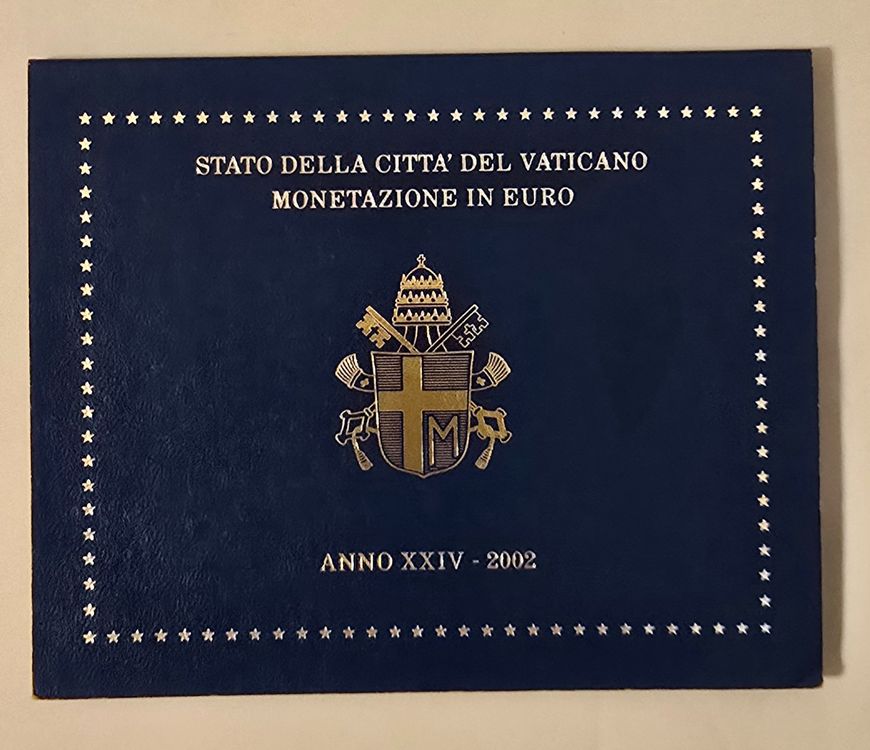 STATO DELLA CITTA' DEL VATICANO
MONETAZIONE IN EURO
M
ANNO XXIV - 2002